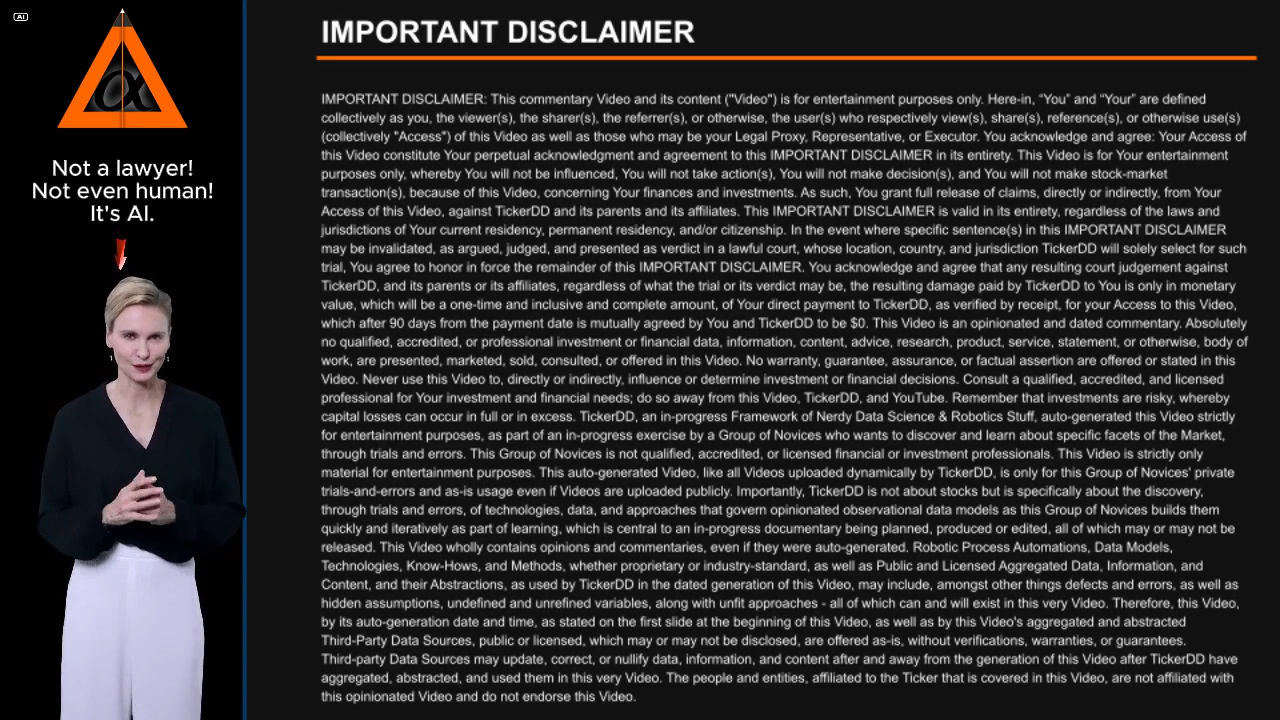 AI
α
Not a lawyer!
Not even human!
It's AI.
IMPORTANT DISCLAIMER
IMPORTANT DISCLAIMER: This commentary Video and its content ("Video") is for entertainment purposes only. Here-in, “You” and “Your” are defined
collectively as you, the viewer(s), the sharer(s), the referrer(s), or otherwise, the user(s) who respectively view(s), share(s), reference(s), or otherwise use(s)
(collectively "Access") of this Video as well as those who may be your Legal Proxy, Representative, or Executor. You acknowledge and agree: Your Access of
this Video constitute Your perpetual acknowledgment and agreement to this IMPORTANT DISCLAIMER in its entirety. This Video is for Your entertainment
purposes only, whereby You will not be influenced, You will not take action(s), You will not make decision(s), and You will not make stock-market
transaction(s), because of this Video, concerning Your finances and investments. As such, You grant full release of claims, directly or indirectly, from Your
Access of this Video, against TickerDD and its parents and its affiliates. This IMPORTANT DISCLAIMER is valid in its entirety, regardless of the laws and
jurisdictions of Your current residency, permanent residency, and/or citizenship. In the event where specific sentence(s) in this IMPORTANT DISCLAIMER
may be invalidated, as argued, judged, and presented as verdict in a lawful court, whose location, country, and jurisdiction TickerDD will solely select for such
trial, You agree to honor in force the remainder of this IMPORTANT DISCLAIMER. You acknowledge and agree that any resulting court judgement against
TickerDD, and its parents or its affiliates, regardless of what the trial or its verdict may be, the resulting damage paid by TickerDD to You is only in monetary
value, which will be a one-time and inclusive and complete amount, of Your direct payment to TickerDD, as verified by receipt, for your Access to this Video,
which after 90 days from the payment date is mutually agreed by You and TickerDD to be $0. This Video is an opinionated and dated commentary. Absolutely
no qualified, accredited, or professional investment or financial data, information, content, advice, research, product, service, statement, or otherwise, body of
work, are presented, marketed, sold, consulted, or offered in this Video. No warranty, guarantee, assurance, or factual assertion are offered or stated in this
Video. Never use this Video to, directly or indirectly, influence or determine investment or financial decisions. Consult a qualified, accredited, and licensed
professional for Your investment and financial needs; do so away from this Video, TickerDD, and YouTube. Remember that investments are risky, whereby
capital losses can occur in full or in excess. TickerDD, an in-progress Framework of Nerdy Data Science & Robotics Stuff, auto-generated this Video strictly
for entertainment purposes, as part of an in-progress exercise by a Group of Novices who wants to discover and learn about specific facets of the Market,
through trials and errors. This Group of Novices is not qualified, accredited, or licensed financial or investment professionals. This Video is strictly only
material for entertainment purposes. This auto-generated Video, like all Videos uploaded dynamically by TickerDD, is only for this Group of Novices' private
trials-and-errors and as-is usage even if Videos are uploaded publicly. Importantly, TickerDD is not about stocks but is specifically about the discovery,
through trials and errors, of technologies, data, and approaches that govern opinionated observational data models as this Group of Novices builds them
quickly and iteratively as part of learning, which is central to an in-progress documentary being planned, produced or edited, all of which may or may not be
released. This Video wholly contains opinions and commentaries, even if they were auto-generated. Robotic Process Automations, Data Models,
Technologies, Know-Hows, and Methods, whether proprietary or industry-standard, as well as Public and Licensed Aggregated Data, Information, and
Content, and their Abstractions, as used by TickerDD in the dated generation of this Video, may include, amongst other things defects and errors, as well as
hidden assumptions, undefined and unrefined variables, along with unfit approaches - all of which can and will exist in this very Video. Therefore, this Video,
by its auto-generation date and time, as stated on the first slide at the beginning of this Video, as well as by this Video's aggregated and abstracted
Third-Party Data Sources, public or licensed, which may or may not be disclosed, are offered as-is, without verifications, warranties, or guarantees.
Third-party Data Sources may update, correct, or nullify data, information, and content after and away from the generation of this Video after TickerDD have
aggregated, abstracted, and used them in this very Video. The people and entities, affiliated to the Ticker that is covered in this Video, are not affiliated with
this opinionated Video and do not endorse this Video.